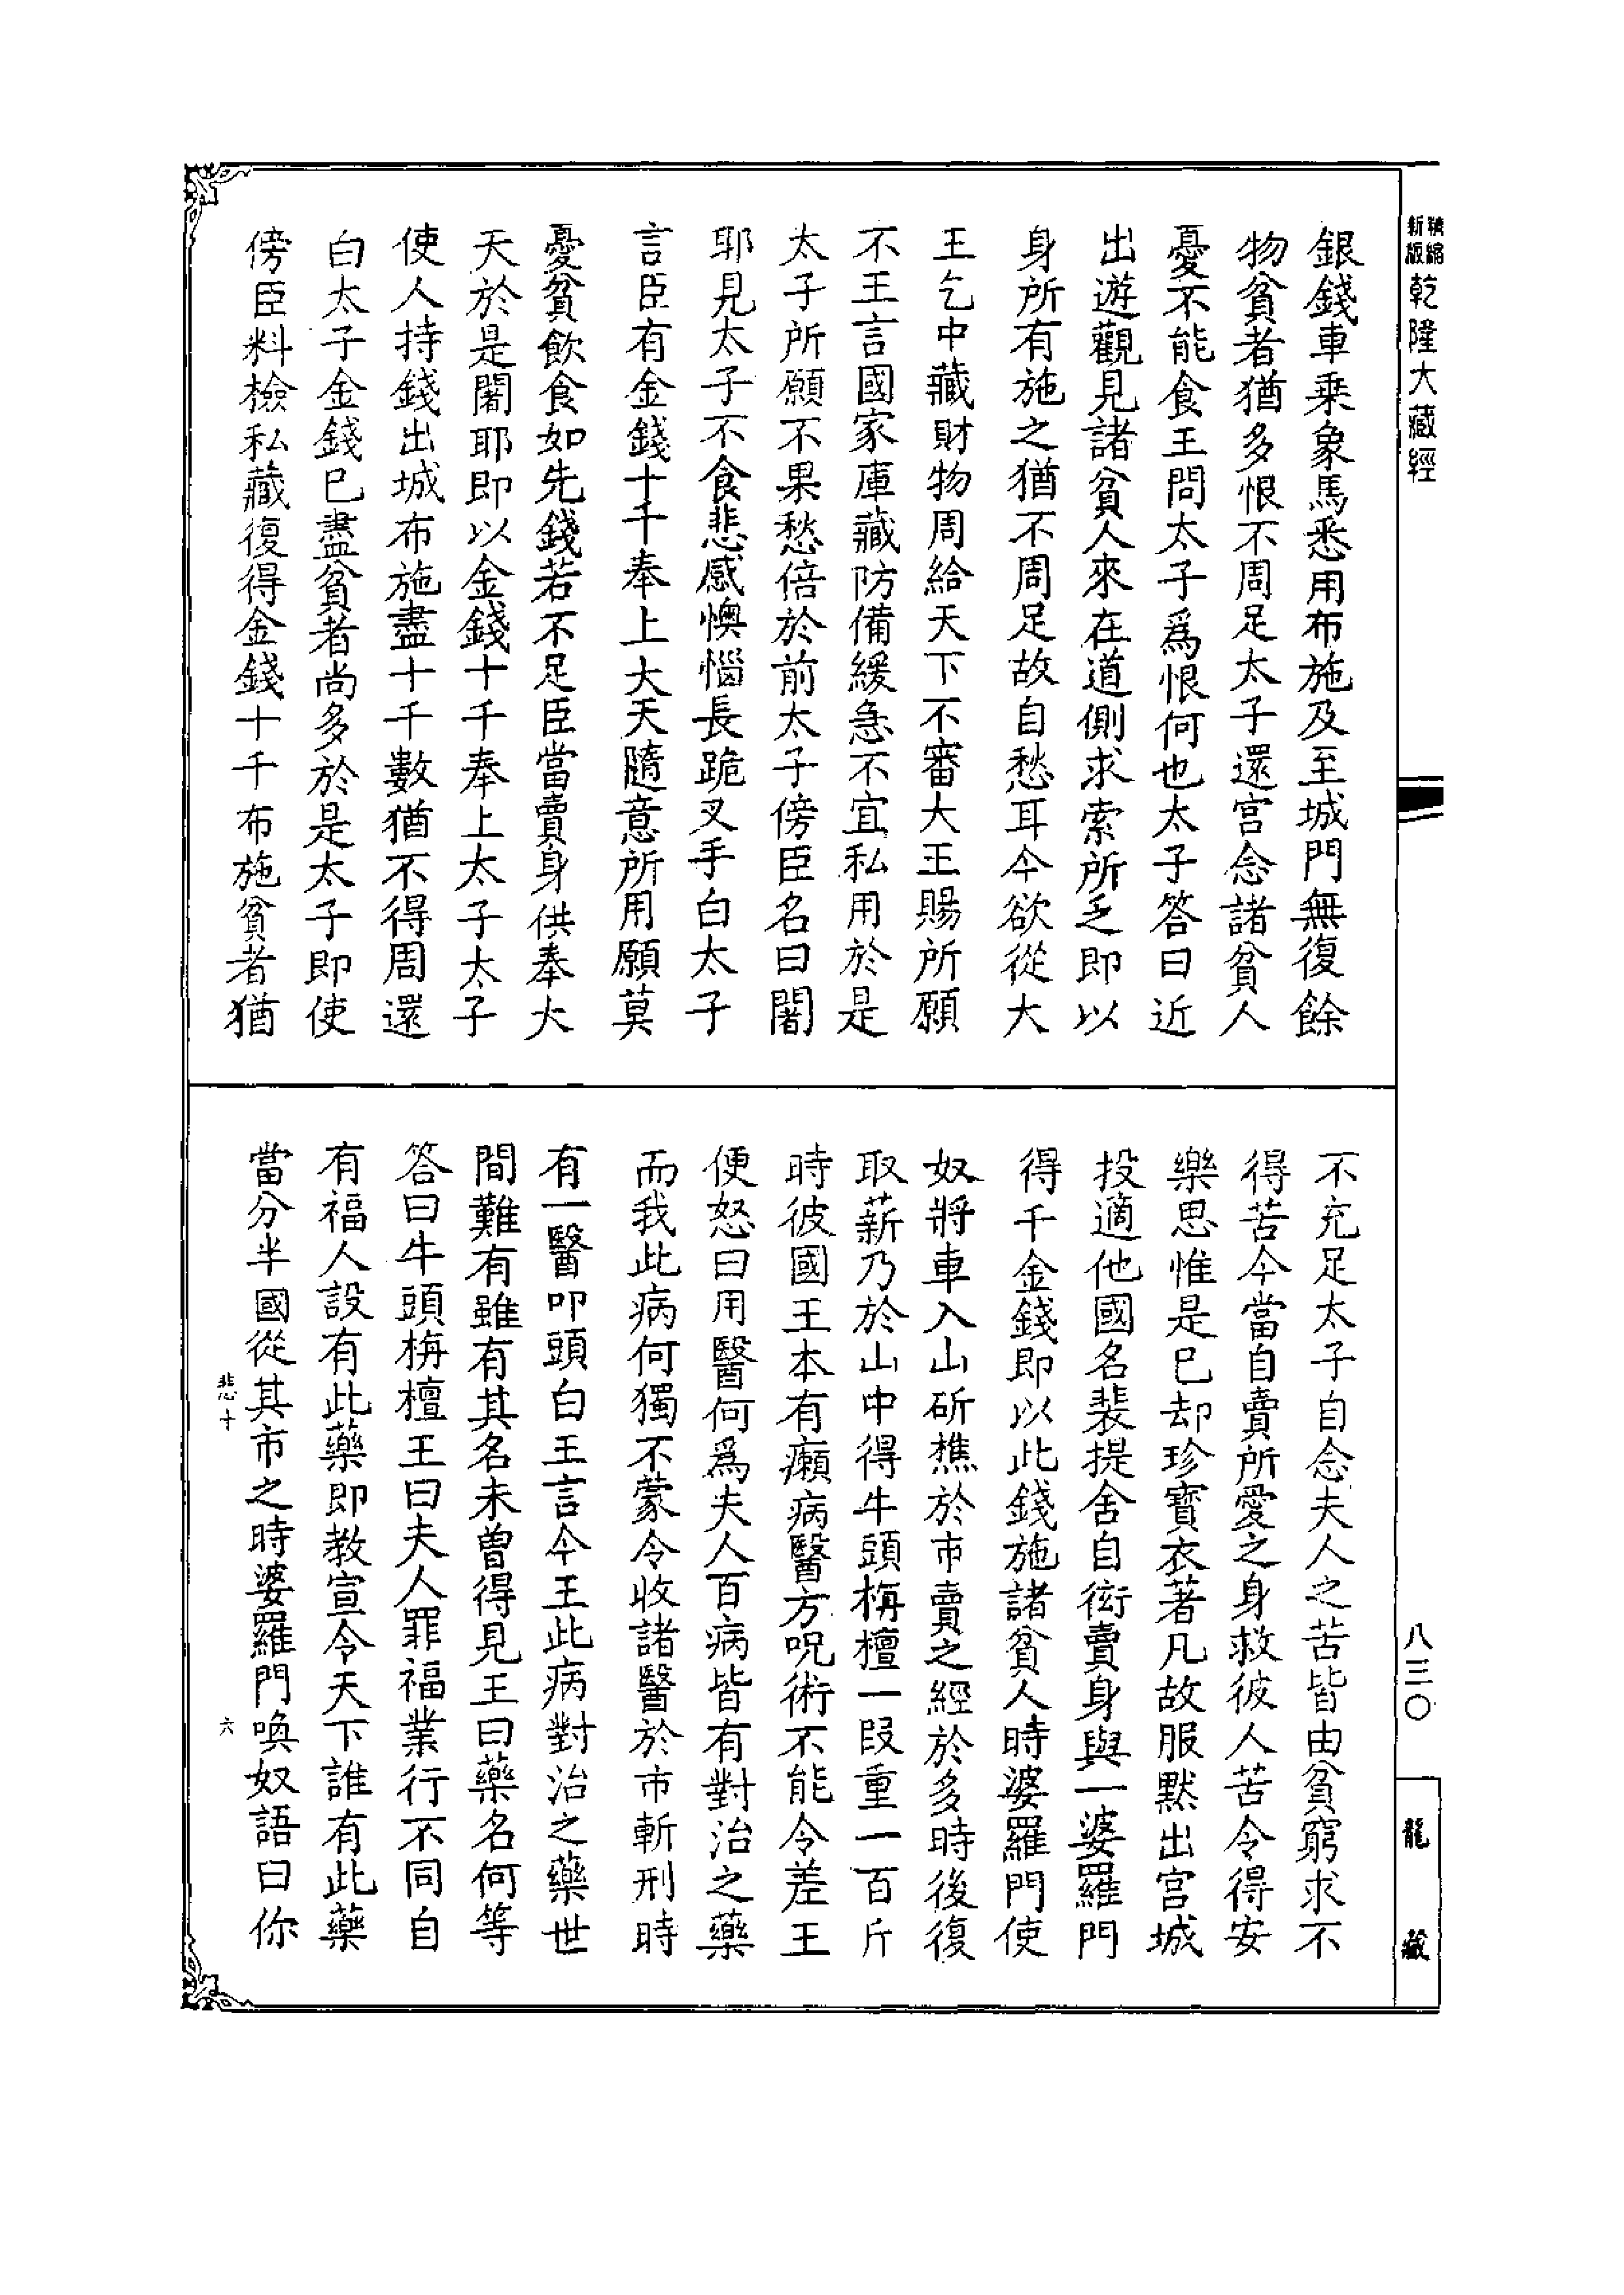 精縮
新版
乾隆大藏經
銀錢車乘象馬悉用布施及至城門無復餘
物貧者猶多恨不周足太子還宮念諸貧人
憂不能食王問太子爲恨何也太子答曰近
出遊觀見諸貧人來在道側求索所乏即以
身所有施之猶不周足故自愁耳今欲從大
王乞中藏財物周給天下不審大王賜所願
不王言國家庫藏防備緩急不宜私用於是
太子所願不果愁倍於前太子傍臣名曰闍
耶見太子不食悲感懊惱長跪叉手白太子
言臣有金錢十千奉上大天隨意所用願莫
憂貧飲食如先錢若不足臣當賣身供奉大
天於是闍耶即以金錢十千奉上太子太子
使人持錢出城布施盡十千數猶不得周還
白太子金錢已盡貧者尚多於是太子即使
傍臣料檢私藏復得金錢十千布施貧者猶
不充足太子自念夫人之苦皆由貧窮求不
得苦今當自賣所愛之身救彼人苦令得安
樂思惟是已却珍寶衣著凡故服默出宮城
投適他國名裴提舍自衒賣身與一婆羅門
得千金錢即以此錢施諸貧人時婆羅門使
奴將車入山斫樵於市賣之經於多時後復
取薪乃於山中得牛頭栴檀一段重一百斤
時彼國王本有癩病醫方呪術不能令差王
便怒曰用醫何爲夫人百病皆有對治之藥
而我此病何獨不蒙令收諸醫於市斬刑時
有一醫叩頭白王言今王此病對治之藥世
間難有雖有其名未曾得見王曰藥名何等
答曰牛頭栴檀王曰夫人罪福業行不同自
有福人設有此藥即教宣令天下誰有此藥
當分半國從其市之時婆羅門喚奴語曰你
悲十
六
八三〇
龍藏